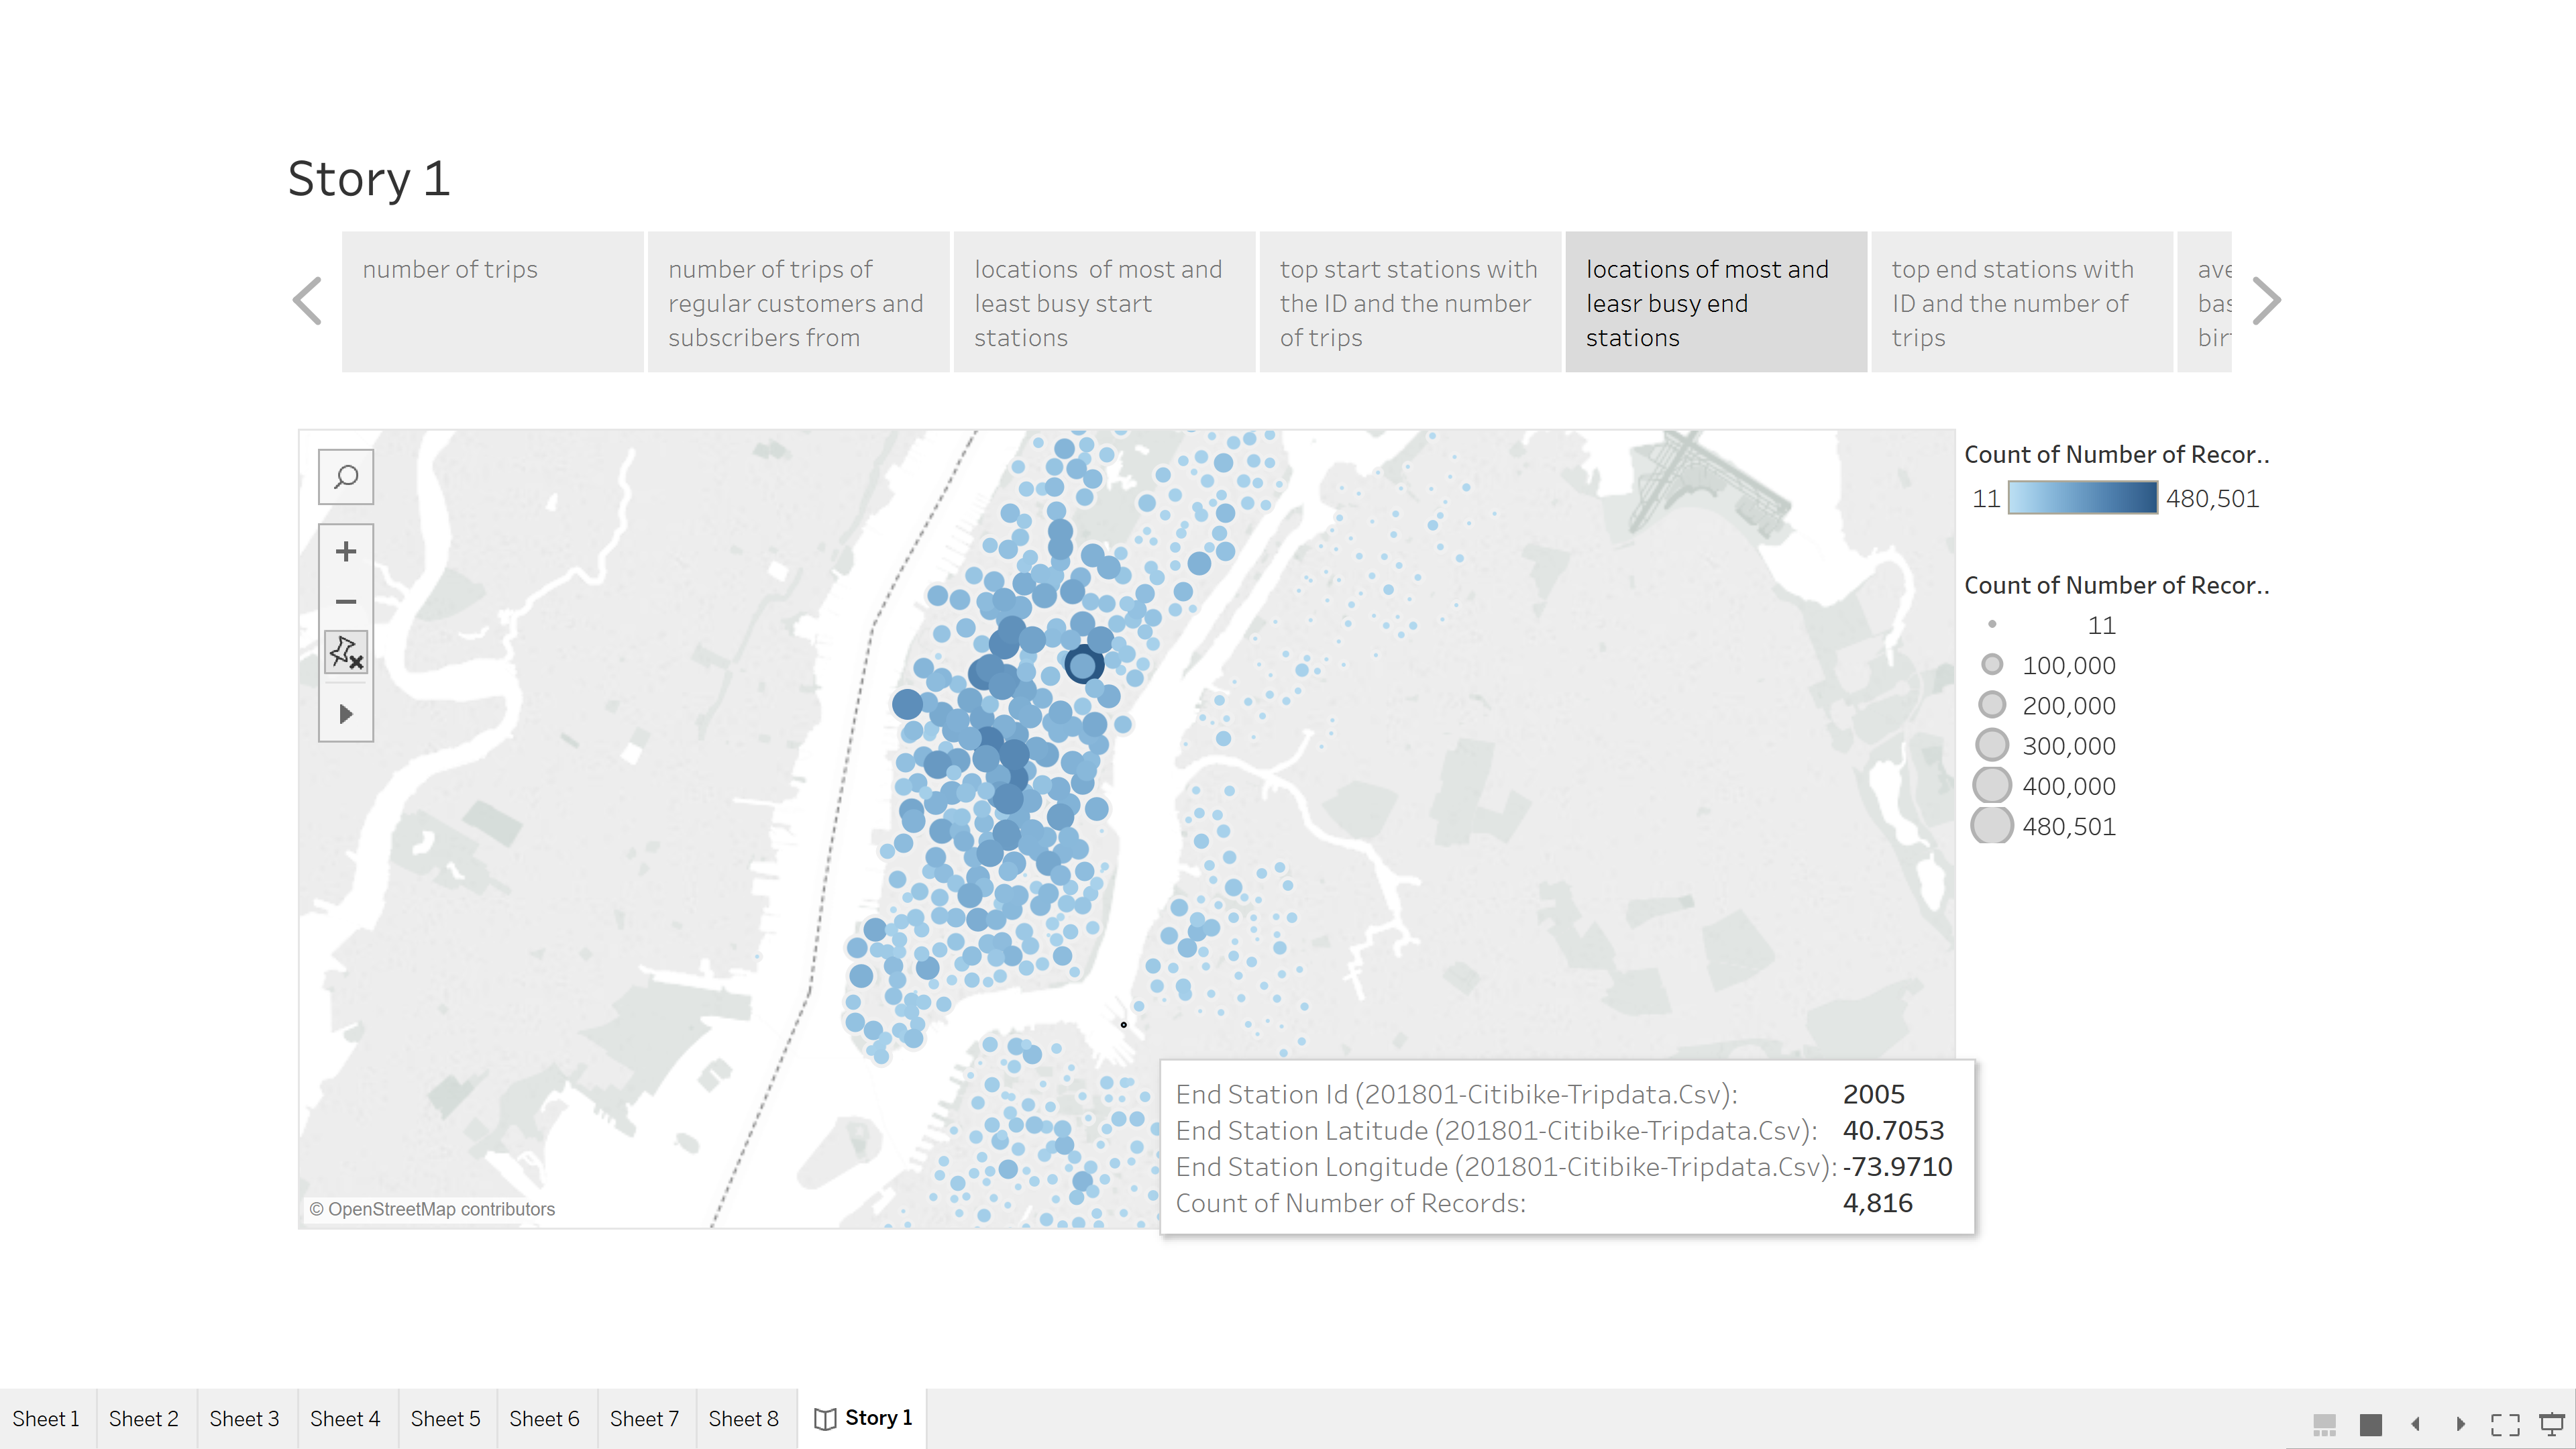 Story 1
number of trips
number of trips of
regular customers and
subscribers from
locations  of most and
least busy start
stations
top start stations with
the ID and the number
of trips
locations of most and
leasr busy end
stations
top end stations with
ID and the number of
trips
ave
bas
bir
Count of Number of Recor..
11 480,501
Count of Number of Recor..
11
100,000
200,000
300,000
400,000
480,501
End Station Id (201801-Citibike-Tripdata.Csv): 2005
End Station Latitude (201801-Citibike-Tripdata.Csv): 40.7053
End Station Longitude (201801-Citibike-Tripdata.Csv): -73.9710
Count of Number of Records: 4,816
© OpenStreetMap contributors
Sheet 1 Sheet 2 Sheet 3 Sheet 4 Sheet 5 Sheet 6 Sheet 7 Sheet 8 Story 1